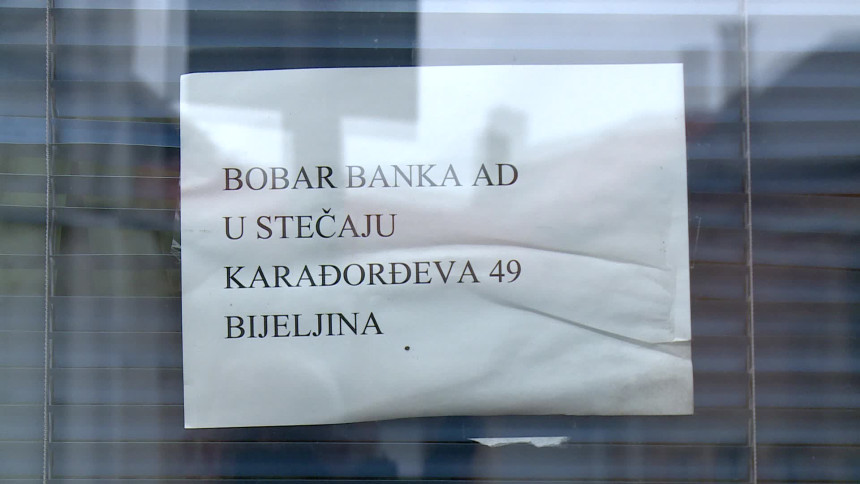 BOBAR BANKA AD
U STEČAJU
KARAĐORĐEVA 49
BIJELJINA